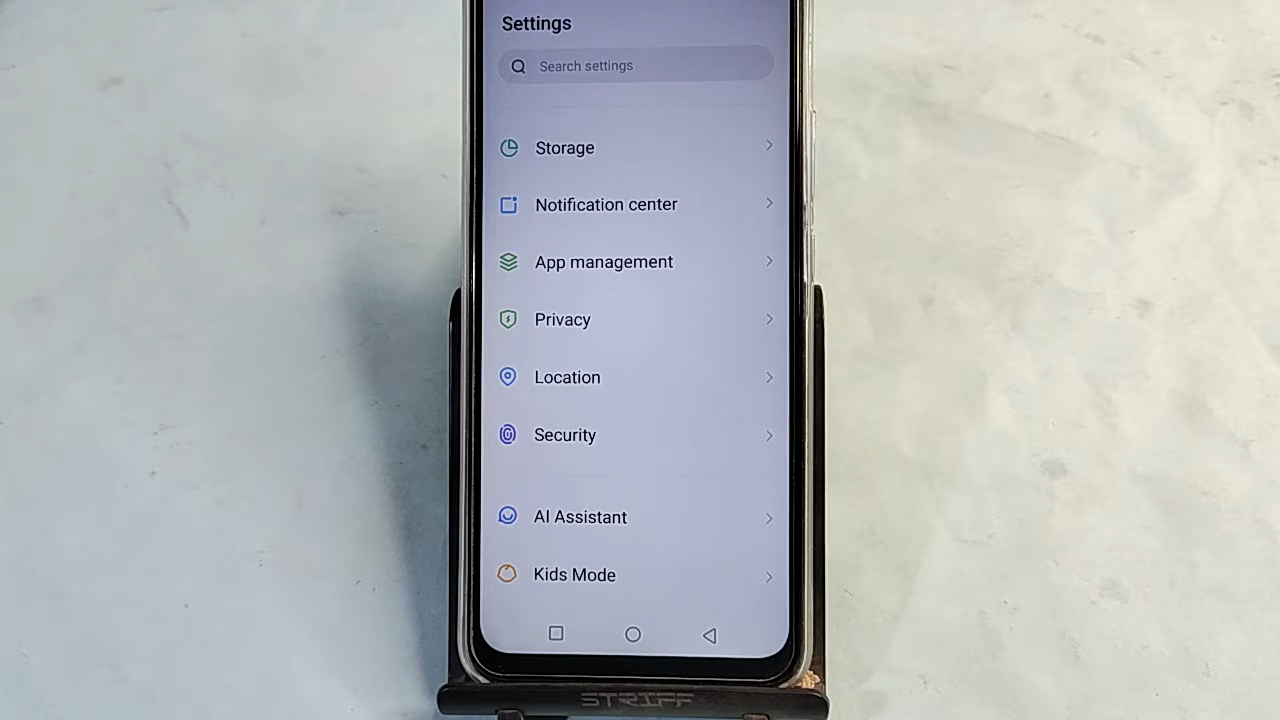 Settings
Search settings
Storage
Notification center
App management
Privacy
Location
Security
AI Assistant
Kids Mode
STRIFF